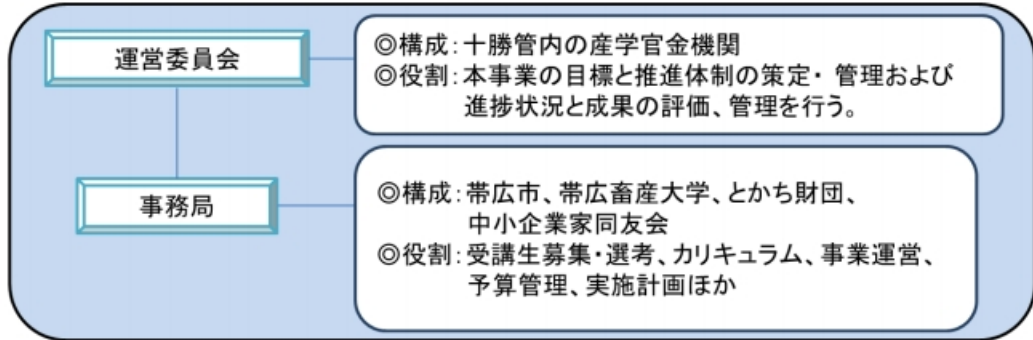 運営委員会
◎構成:十勝管内の産学官金機関
◎役割:本事業の目標と推進体制の策定・ 管理および
進捗状況と成果の評価、管理を行う。
事務局
◎構成:帯広市、帯広畜産大学、とかち財団、
中小企業家同友会
◎役割:受講生募集・選考、カリキュラム、事業運営、
予算管理、実施計画ほか